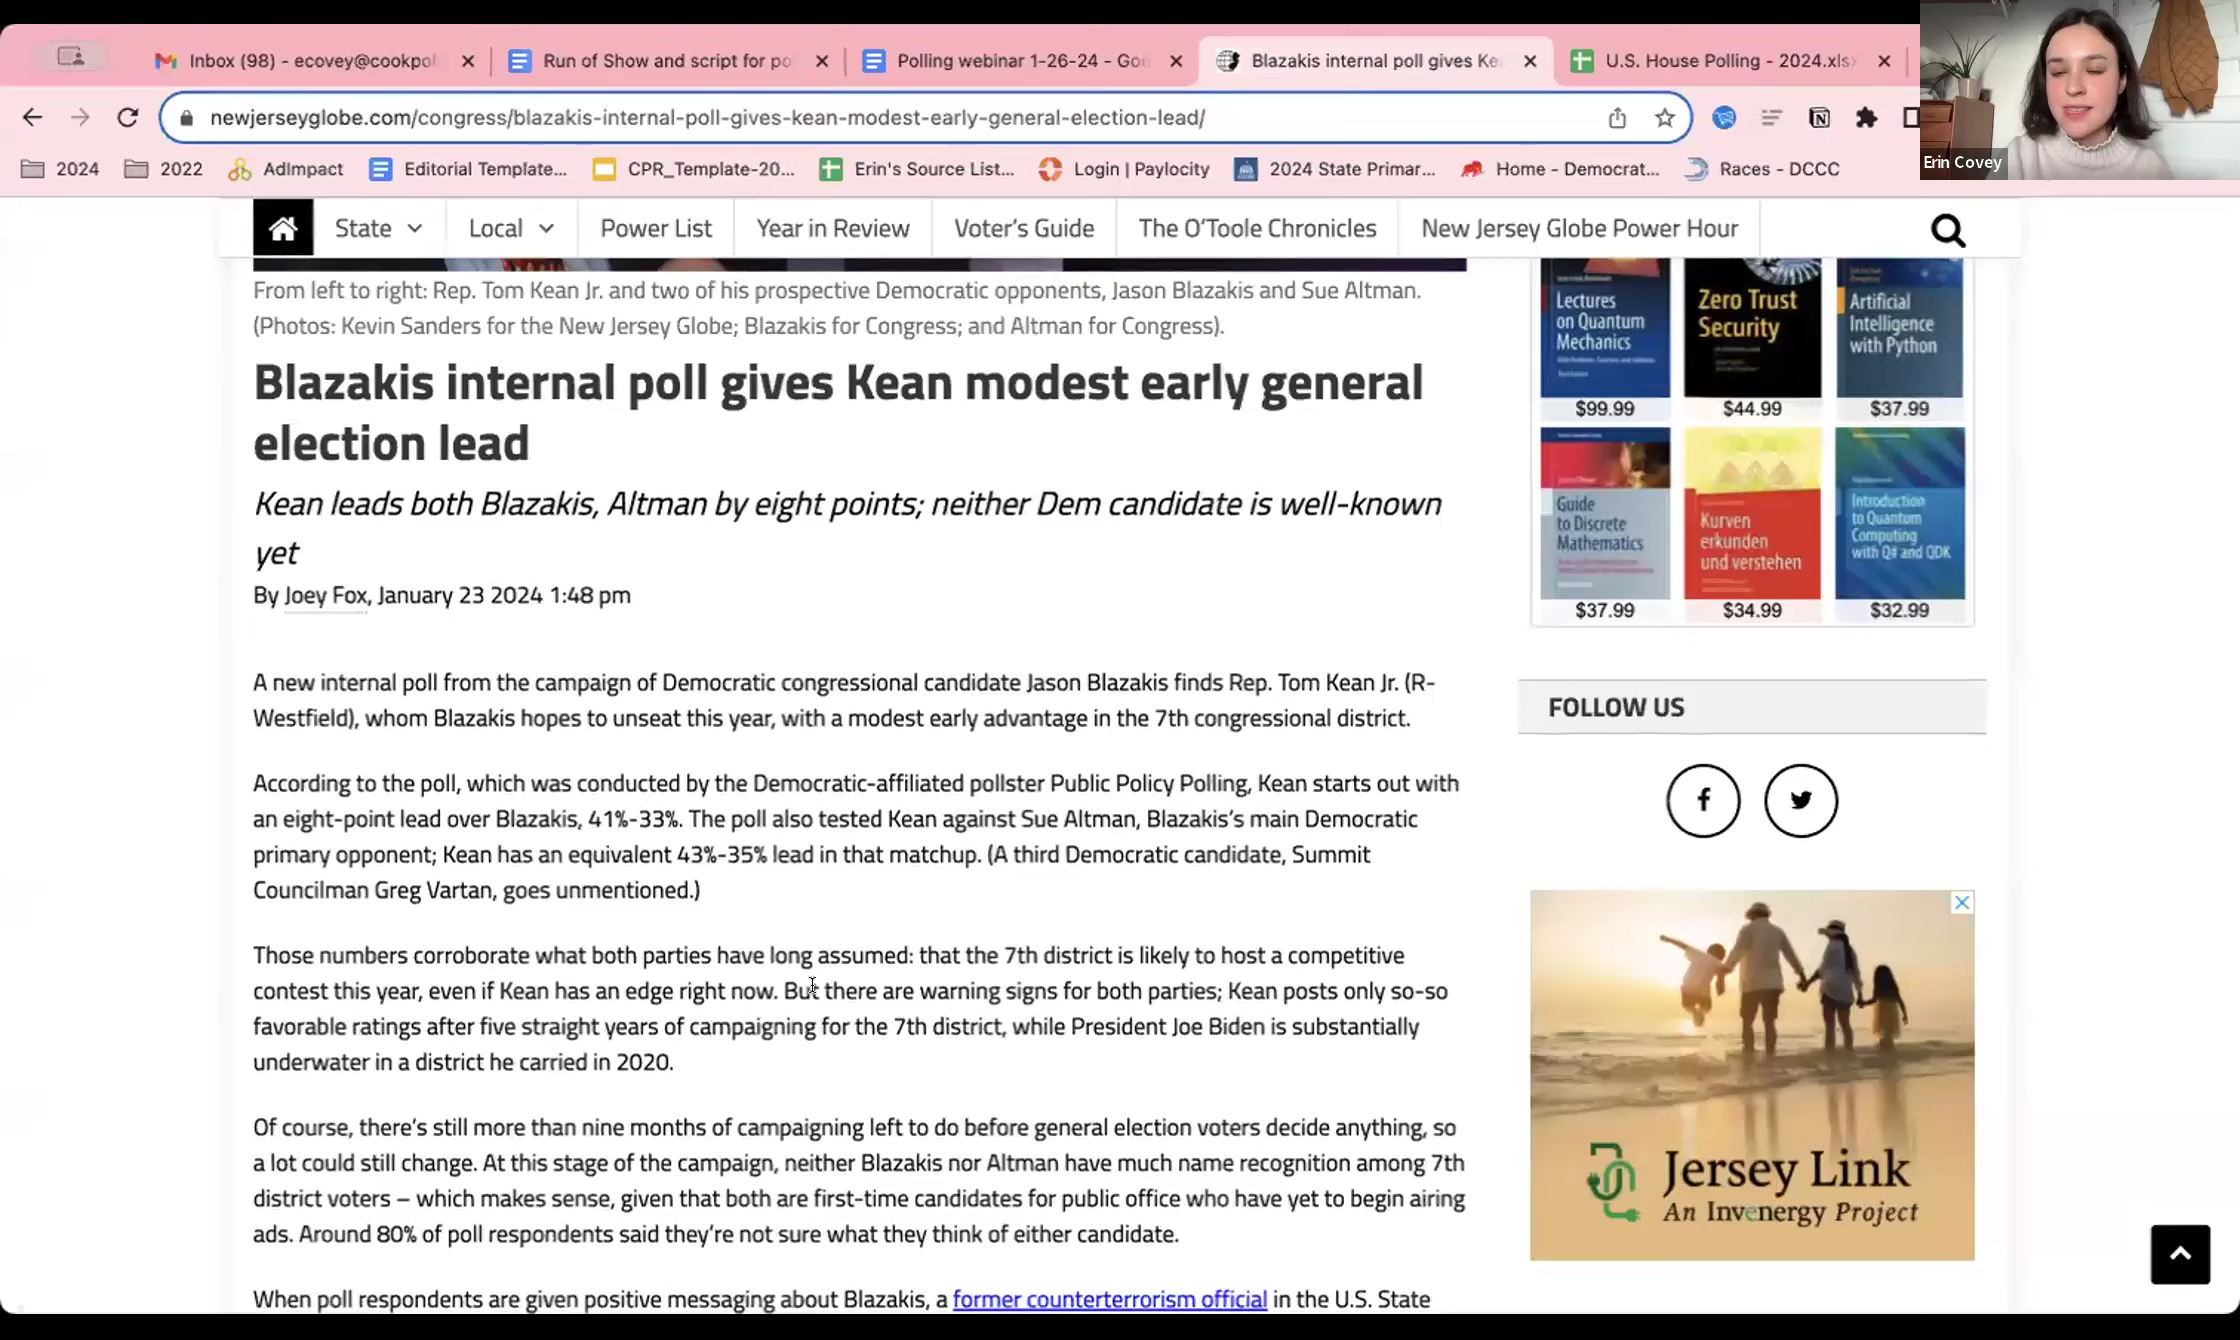 Inbox (98) - ecovey@cookpol
Run of Show and script for po
Polling webinar 1-26-24 - Goo
Blazakis internal poll gives Ke
U.S. House Polling - 2024.xls
newjerseyglobe.com/congress/blazakis-internal-poll-gives-kean-modest-early-general-election-lead/
2024
2022
AdImpact
Editorial Template...
CPR_Template-20...
Erin's Source List...
Login | Paylocity
2024 State Primar...
Home - Democrat...
Races - DCCC
Erin Covey
State
Local
Power List
Year in Review
Voter's Guide
The O'Toole Chronicles
New Jersey Globe Power Hour
From left to right: Rep. Tom Kean Jr. and two of his prospective Democratic opponents, Jason Blazakis and Sue Altman.
(Photos: Kevin Sanders for the New Jersey Globe; Blazakis for Congress; and Altman for Congress).
Blazakis internal poll gives Kean modest early general
election lead
Kean leads both Blazakis, Altman by eight points; neither Dem candidate is well-known
yet
By Joey Fox, January 23 2024 1:48 pm
A new internal poll from the campaign of Democratic congressional candidate Jason Blazakis finds Rep. Tom Kean Jr. (R-
Westfield), whom Blazakis hopes to unseat this year, with a modest early advantage in the 7th congressional district.
According to the poll, which was conducted by the Democratic-affiliated pollster Public Policy Polling, Kean starts out with
an eight-point lead over Blazakis, 41%-33%. The poll also tested Kean against Sue Altman, Blazakis's main Democratic
primary opponent; Kean has an equivalent 43%-35% lead in that matchup. (A third Democratic candidate, Summit
Councilman Greg Vartan, goes unmentioned.)
Those numbers corroborate what both parties have long assumed: that the 7th district is likely to host a competitive
contest this year, even if Kean has an edge right now. But there are warning signs for both parties; Kean posts only so-so
favorable ratings after five straight years of campaigning for the 7th district, while President Joe Biden is substantially
underwater in a district he carried in 2020.
Of course, there's still more than nine months of campaigning left to do before general election voters decide anything, so
a lot could still change. At this stage of the campaign, neither Blazakis nor Altman have much name recognition among 7th
district voters – which makes sense, given that both are first-time candidates for public office who have yet to begin airing
ads. Around 80% of poll respondents said they're not sure what they think of either candidate.
When poll respondents are given positive messaging about Blazakis, a former counterterrorism official in the U.S. State
Lectures
on Quantum
Mechanics
$99.99
Zero Trust
Security
$44.99
Artificial
Intelligence
with Python
$37.99
Guide
to Discrete
Mathematics
$37.99
Kurven
erkunden
und verstehen
$34.99
Introduction
to Quantum
Computing
with Q# and QDK
$32.99
FOLLOW US
Jersey Link
An Invenergy Project